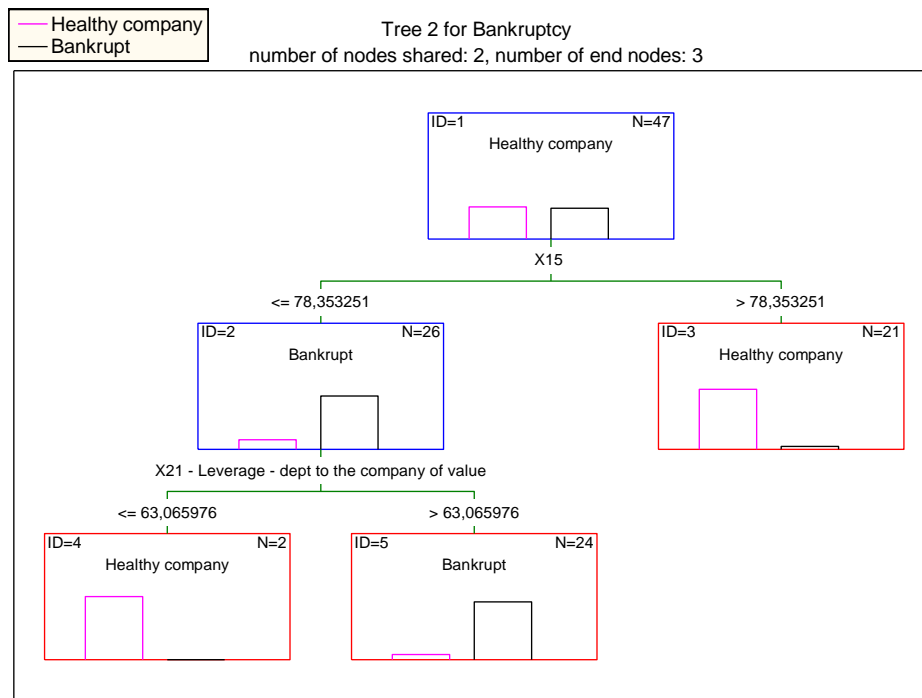 Healthy company
Bankrupt
Tree 2 for Bankruptcy
number of nodes shared: 2, number of end nodes: 3
ID=1 N=47
Healthy company
X15
<= 78,353251 > 78,353251
ID=2 N=26
Bankrupt
ID=3 N=21
Healthy company
X21 - Leverage - dept to the company of value
<= 63,065976 > 63,065976
ID=4 N=2
Healthy company
ID=5 N=24
Bankrupt